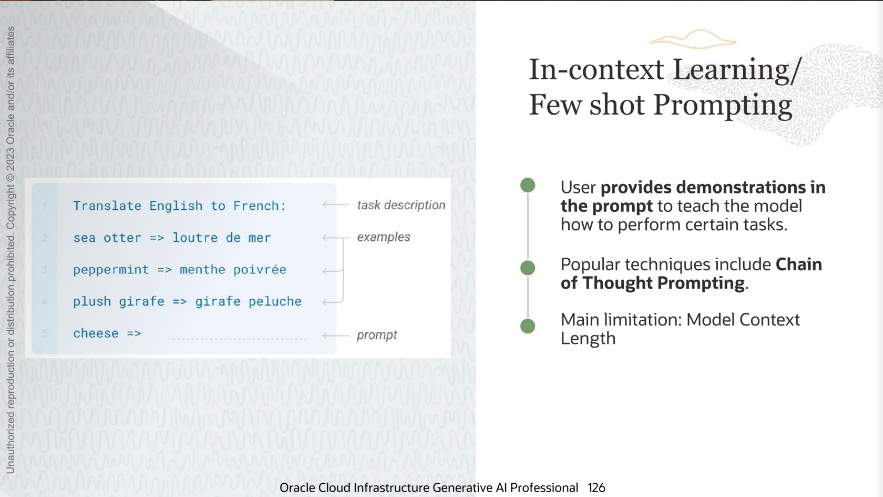 Unauthorized reproduction or distribution prohibited. Copyright © 2023 Oracle and/or its affiliates
In-context Learning/
Few shot Prompting
1 Translate English to French: task description
2 sea otter => loutre de mer examples
3 peppermint => menthe poivrée
4 plush girafe => girafe peluche
5 cheese => prompt
User provides demonstrations in
the prompt to teach the model
how to perform certain tasks.
Popular techniques include Chain
of Thought Prompting.
Main limitation: Model Context
Length
Oracle Cloud Infrastructure Generative AI Professional 126